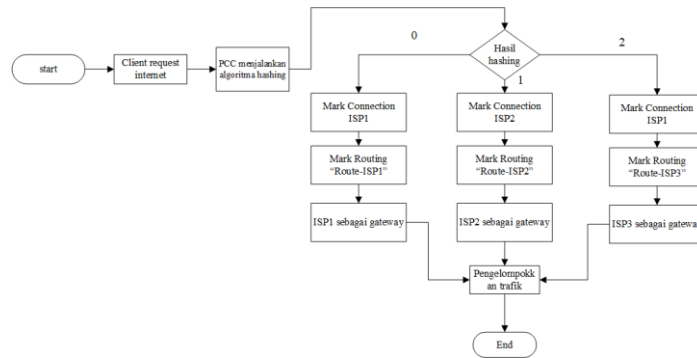 start
Client request
internet
PCC menjalankan
algoritma hashing
Hasil
hashing
0
1
2
Mark Connection
ISP1
Mark Routing
“Route-ISP1”
ISP1 sebagai gateway
Mark Connection
ISP2
Mark Routing
“Route-ISP2”
ISP2 sebagai gateway
Mark Connection
ISP1
Mark Routing
“Route-ISP3”
ISP3 sebagai gateway
Pengelompokk
an trafik
End